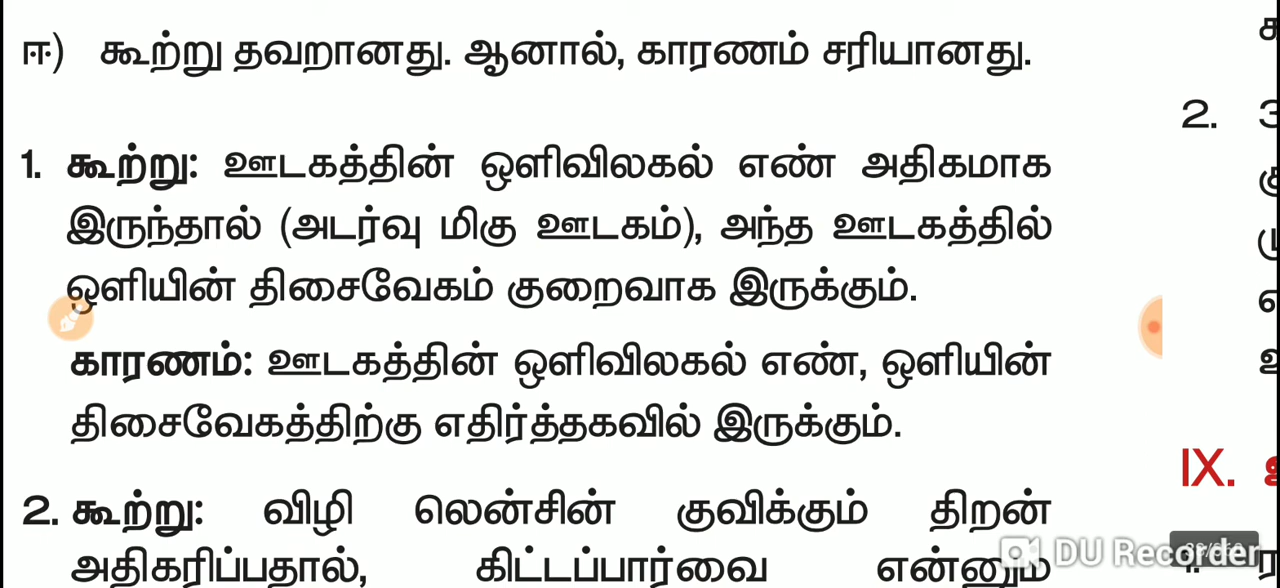 ஈ) கூற்று தவறானது. ஆனால், காரணம் சரியானது.
1. கூற்று: ஊடகத்தின் ஒளிவிலகல் எண் அதிகமாக
இருந்தால் (அடர்வு மிகு ஊடகம்), அந்த ஊடகத்தில்
ஒளியின் திசைவேகம் குறைவாக இருக்கும்.
காரணம்: ஊடகத்தின் ஒளிவிலகல் எண், ஒளியின்
திசைவேகத்திற்கு எதிர்த்தகவில் இருக்கும்.
2. கூற்று: விழி லென்சின் குவிக்கும் திறன்
அதிகரிப்பதால், கிட்டப்பார்வை என்னும்
2.
IX.
DU Recorder